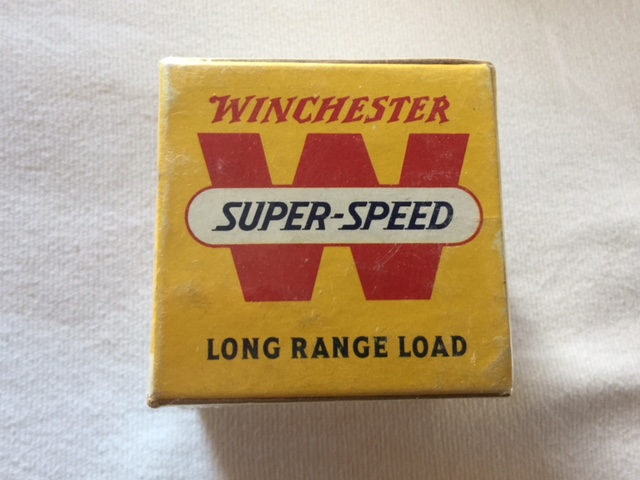 WINCHESTER
W
SUPER-SPEED
LONG RANGE LOAD